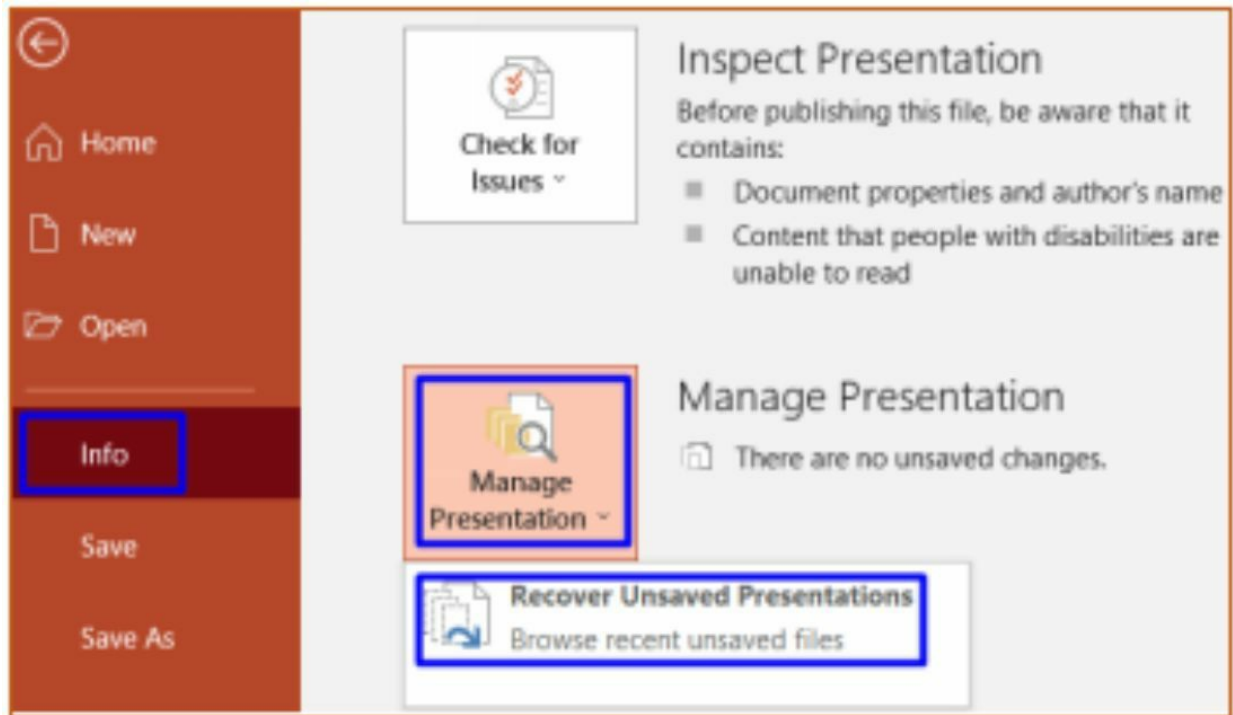 Home
New
Open
Info
Save
Save As
Check for
Issues
Inspect Presentation
Before publishing this file, be aware that it
contains:
Document properties and author's name
Content that people with disabilities are
unable to read
Manage
Presentation
Manage Presentation
There are no unsaved changes.
Recover Unsaved Presentations
Browse recent unsaved files